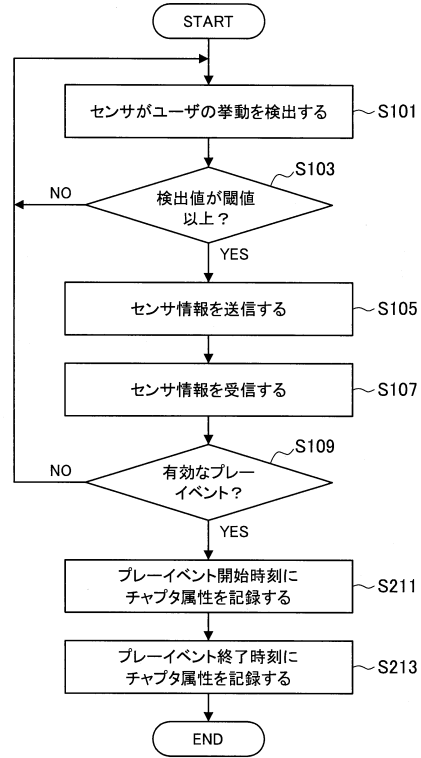 START
センサがユーザの挙動を検出する
S101
S103
検出値が閾値
以上？
NO
YES
センサ情報を送信する
S105
センサ情報を受信する
S107
S109
有効なプレー
イベント？
NO
YES
プレーイベント開始時刻に
チャプタ属性を記録する
S211
プレーイベント終了時刻に
チャプタ属性を記録する
S213
END